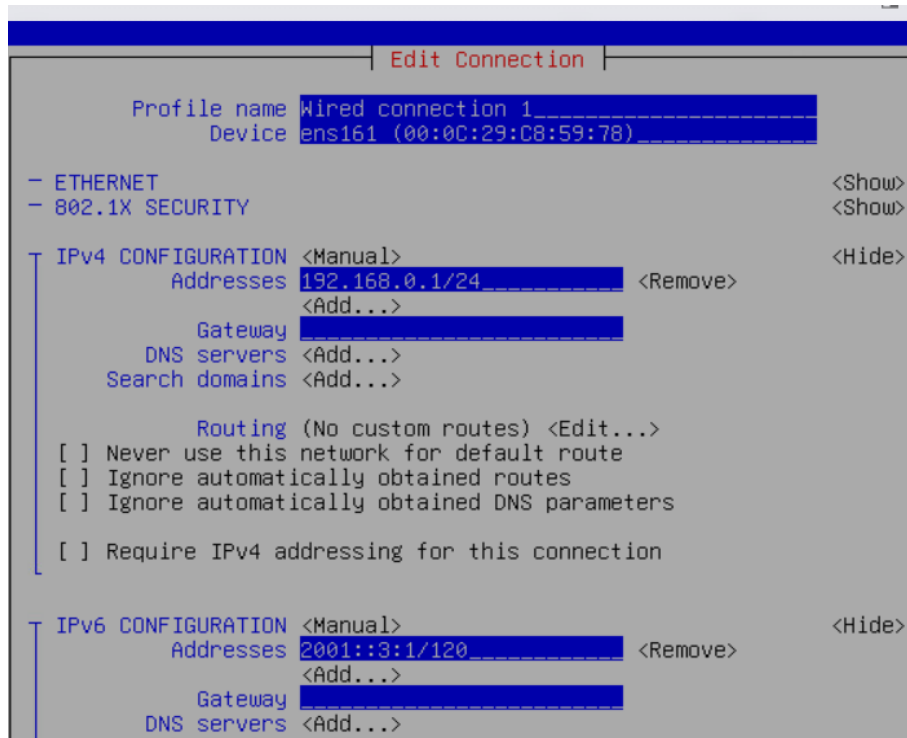 Edit Connection
Profile name Wired connection 1
Device ens161 (00:0C:29:C8:59:78)
ETHERNET <Show>
802.1X SECURITY <Show>
IPv4 CONFIGURATION <Manual> <Hide>
Addresses 192.168.0.1/24 <Remove>
<Add...>
Gateway
DNS servers <Add...>
Search domains <Add...>
Routing (No custom routes) <Edit...>
[ ] Never use this network for default route
[ ] Ignore automatically obtained routes
[ ] Ignore automatically obtained DNS parameters
[ ] Require IPv4 addressing for this connection
IPv6 CONFIGURATION <Manual> <Hide>
Addresses 2001::3:1/120 <Remove>
<Add...>
Gateway
DNS servers <Add...>